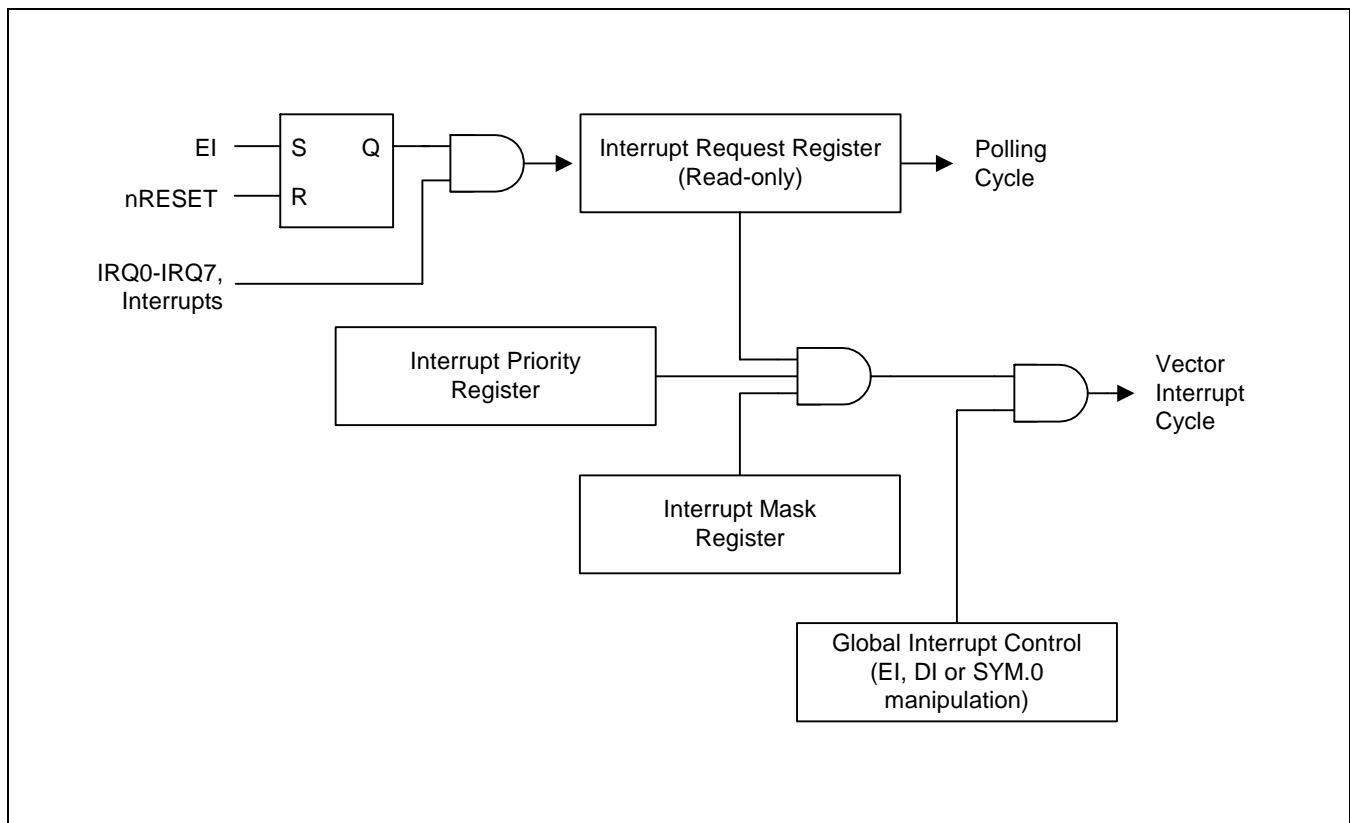 EI
S
Q
nRESET
R
IRQ0-IRQ7,
Interrupts
Interrupt Request Register
(Read-only)
Polling
Cycle
Interrupt Priority
Register
Vector
Interrupt
Cycle
Interrupt Mask
Register
Global Interrupt Control
(EI, DI or SYM.0
manipulation)